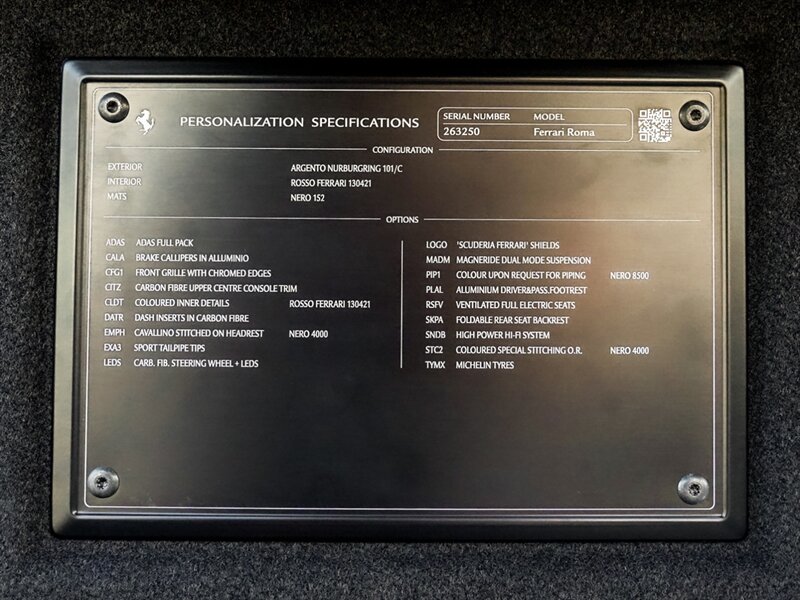 PERSONALIZATION SPECIFICATIONS
SERIAL NUMBER MODEL
263250 Ferrari Roma
CONFIGURATION
EXTERIOR ARGENTO NURBURGRING 101/C
INTERIOR ROSSO FERRARI 130421
MATS NERO 152
OPTIONS
ADAS ADAS FULL PACK
CALA BRAKE CALLIPERS IN ALLUMINIO
CFG1 FRONT GRILLE WITH CHROMED EDGES
CITZ CARBON FIBRE UPPER CENTRE CONSOLE TRIM
CLDT COLOURED INNER DETAILS ROSSO FERRARI 130421
DATR DASH INSERTS IN CARBON FIBRE
EMPH CAVALLINO STITCHED ON HEADREST NERO 4000
EXA3 SPORT TAILPIPE TIPS
LEDS CARB. FIB. STEERING WHEEL + LEDS
LOGO 'SCUDERIA FERRARI' SHIELDS
MADM MAGNERIDE DUAL MODE SUSPENSION
PIP1 COLOUR UPON REQUEST FOR PIPING NERO 8500
PLAL ALUMINIUM DRIVER&PASS.FOOTREST
RSFV VENTILATED FULL ELECTRIC SEATS
SKPA FOLDABLE REAR SEAT BACKREST
SNDB HIGH POWER HI-FI SYSTEM
STC2 COLOURED SPECIAL STITCHING O.R. NERO 4000
TYMX MICHELIN TYRES